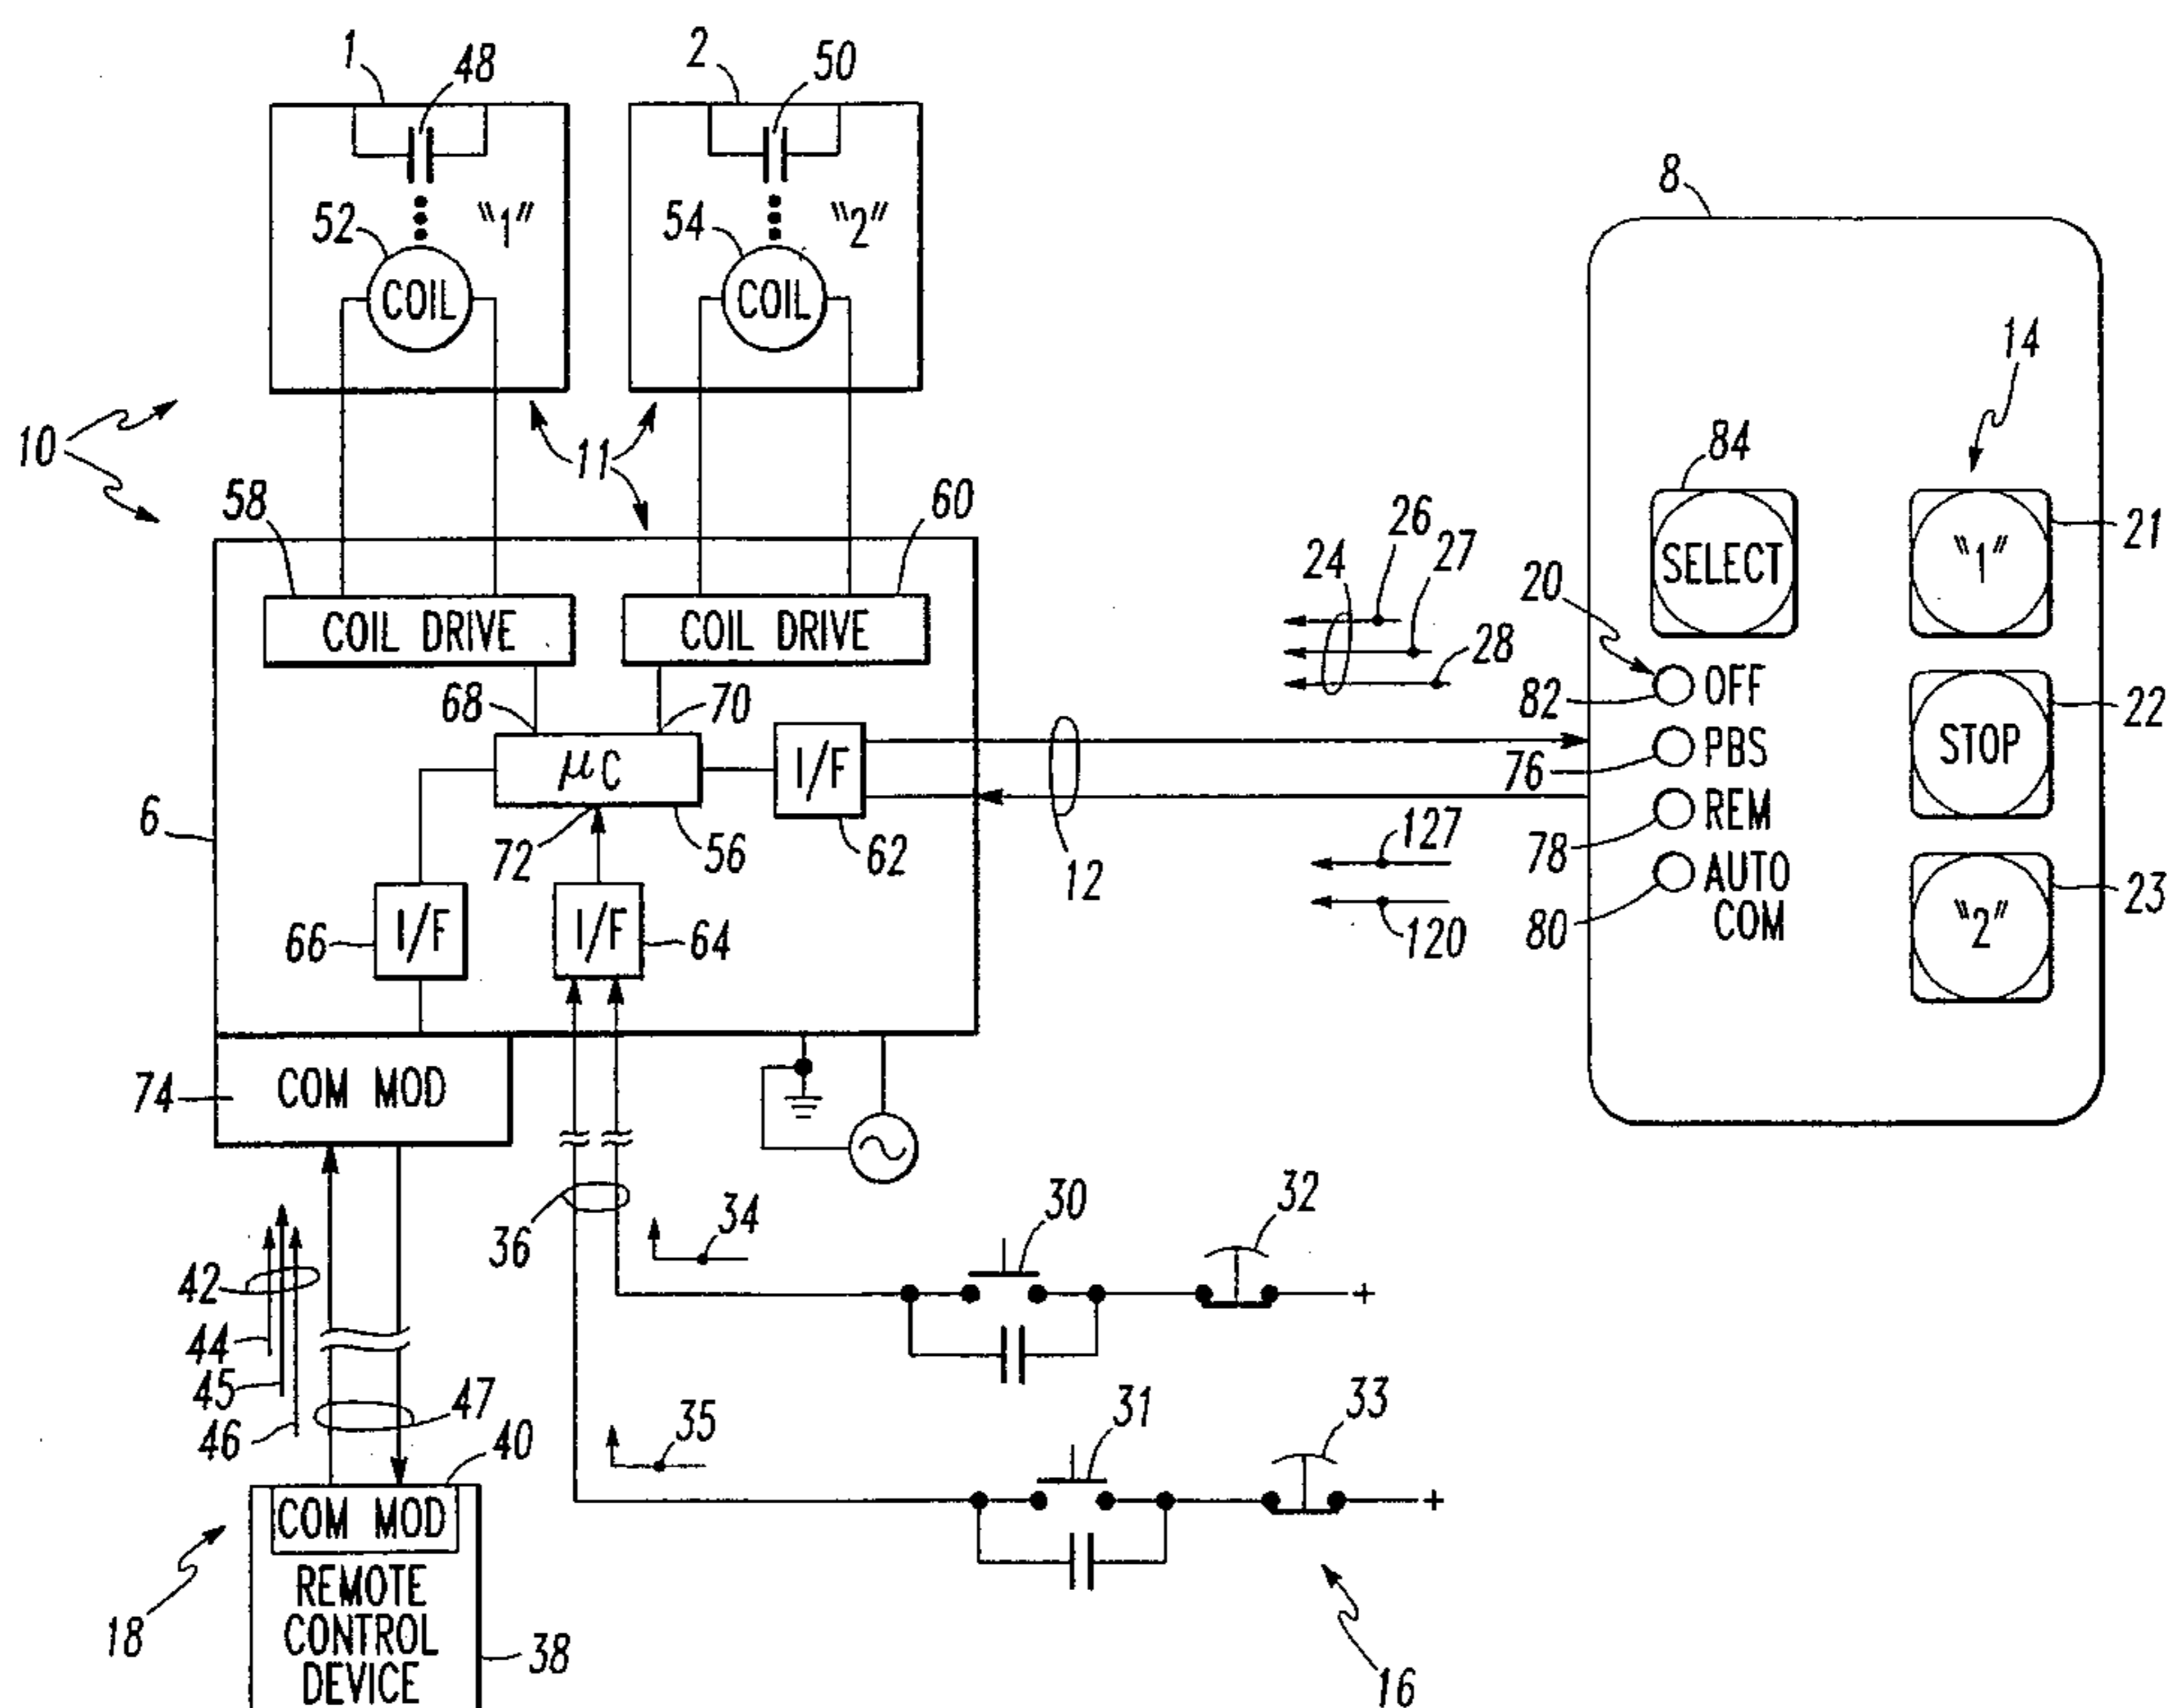 1
48
2
50
52
"1"
54
"2"
COIL
COIL
8
10
11
58
60
14
84
21
SELECT
"1"
24
26
27
28
20
COIL DRIVE
COIL DRIVE
68
70
82
OFF
22
STOP
μC
I/F
76
PBS
6
72
56
62
12
127
78
REM
120
80
AUTO
COM
23
"2"
66
I/F
I/F
64
74
COM MOD
36
34
30
32
42
44
45
46
47
40
35
31
33
18
COM MOD
REMOTE
CONTROL
DEVICE
38
16
+
+